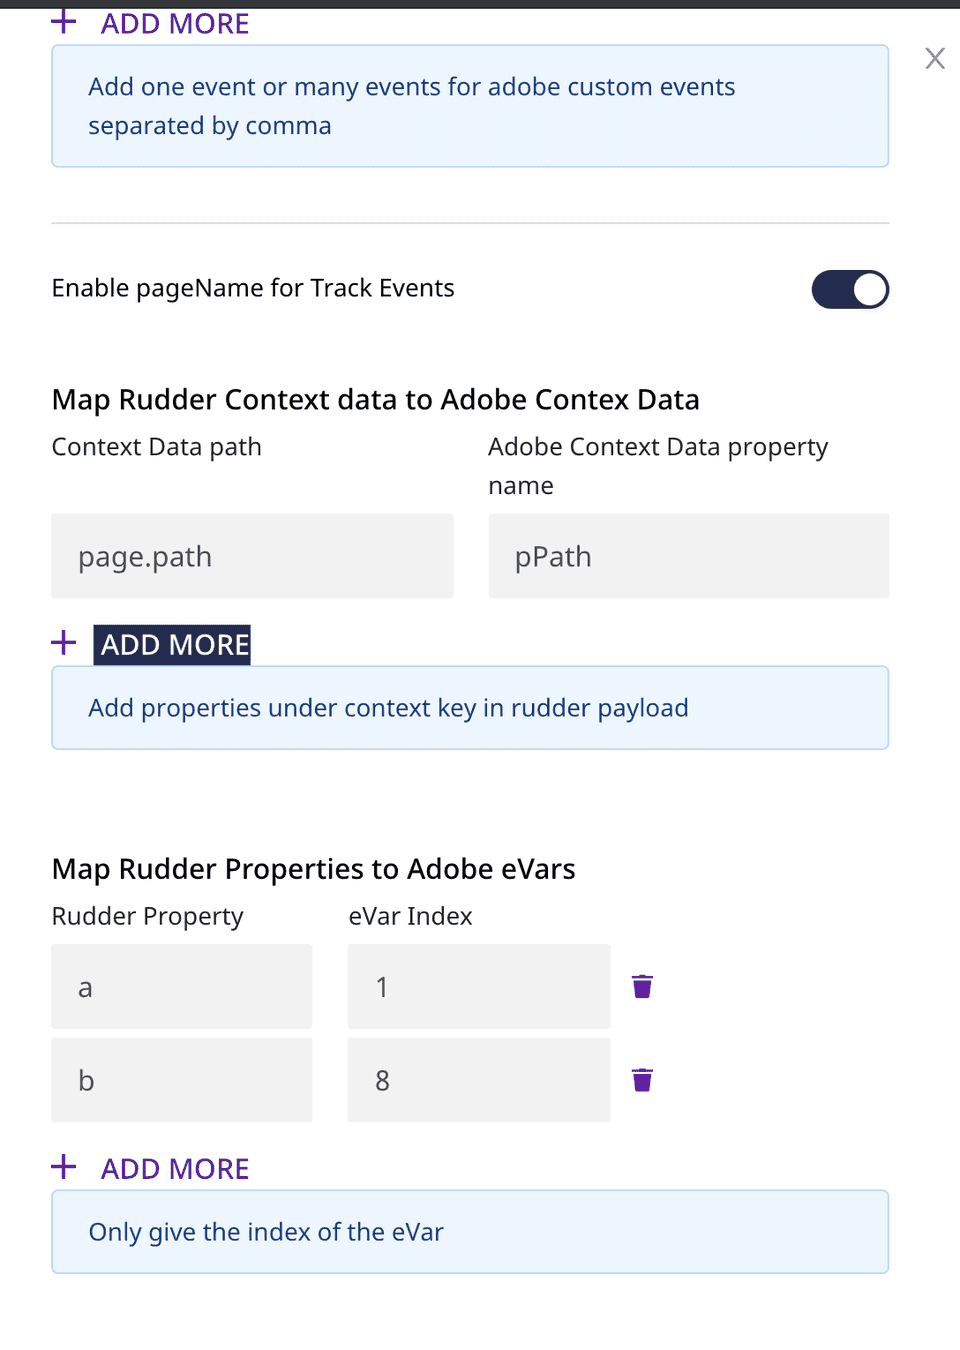 + ADD MORE
Add one event or many events for adobe custom events
separated by comma
Enable pageName for Track Events
Map Rudder Context data to Adobe Contex Data
Context Data path
Adobe Context Data property
name
page.path
pPath
+ ADD MORE
Add properties under context key in rudder payload
Map Rudder Properties to Adobe eVars
Rudder Property
eVar Index
a
1
b
8
+ ADD MORE
Only give the index of the eVar